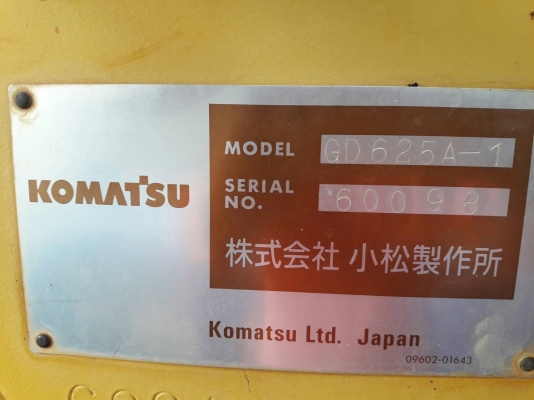 KOMATSU
MODEL GD625A-1
SERIAL NO. 60098
株式会社 小松製作所
Komatsu Ltd. Japan
09602-01643